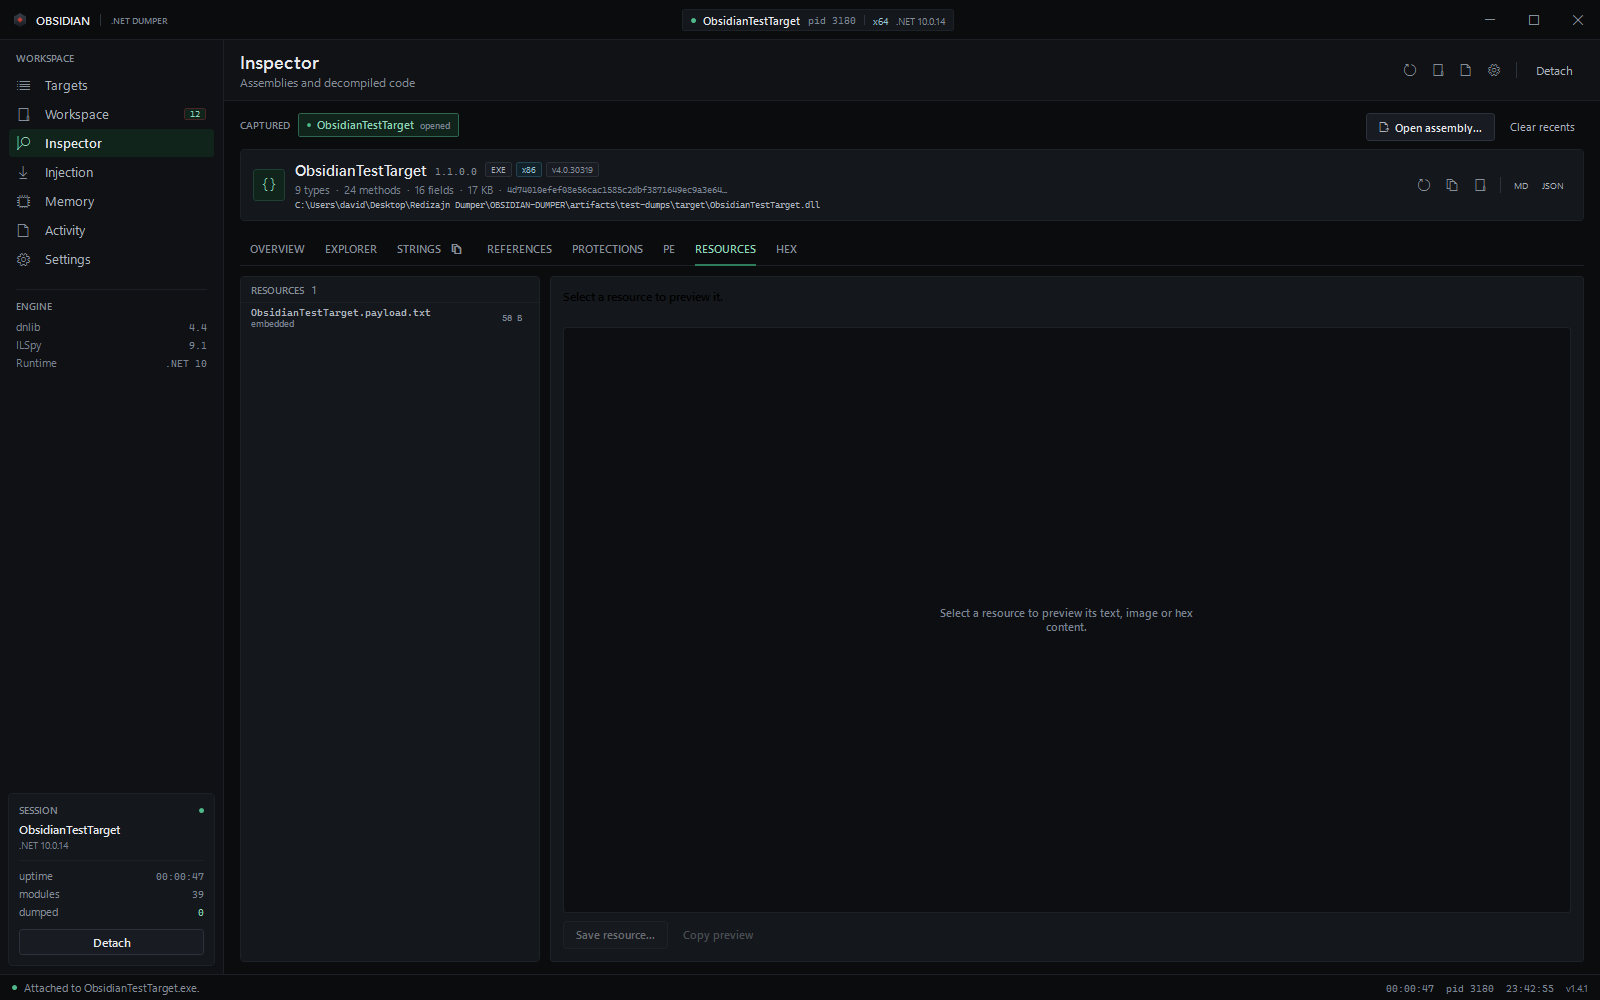 OBSIDIAN .NET DUMPER
ObsidianTestTarget pid 3180 x64 .NET 10.0.14
WORKSPACE
Targets
Workspace 12
Inspector
Injection
Memory
Activity
Settings
ENGINE
dnlib 4.4
ILSpy 9.1
Runtime .NET 10
SESSION
ObsidianTestTarget
.NET 10.0.14
uptime 00:00:47
modules 39
dumped 0
Detach
Inspector
Assemblies and decompiled code
Detach
CAPTURED ObsidianTestTarget opened
Open assembly... Clear recents
{} ObsidianTestTarget 1.1.0.0 EXE x86 v4.0.30319
9 types · 24 methods · 16 fields · 17 KB · 4d74010efef08e56cac1585c2dbf3871649ec9a3e64…
C:\Users\david\Desktop\Redizajn Dumper\OBSIDIAN-DUMPER\artifacts\test-dumps\target\ObsidianTestTarget.dll
MD JSON
OVERVIEW EXPLORER STRINGS REFERENCES PROTECTIONS PE RESOURCES HEX
RESOURCES 1
ObsidianTestTarget.payload.txt 58 B
embedded
Select a resource to preview it.
Select a resource to preview its text, image or hex
content.
Save resource... Copy preview
Attached to ObsidianTestTarget.exe.
00:00:47 pid 3180 23:42:55 v1.4.1